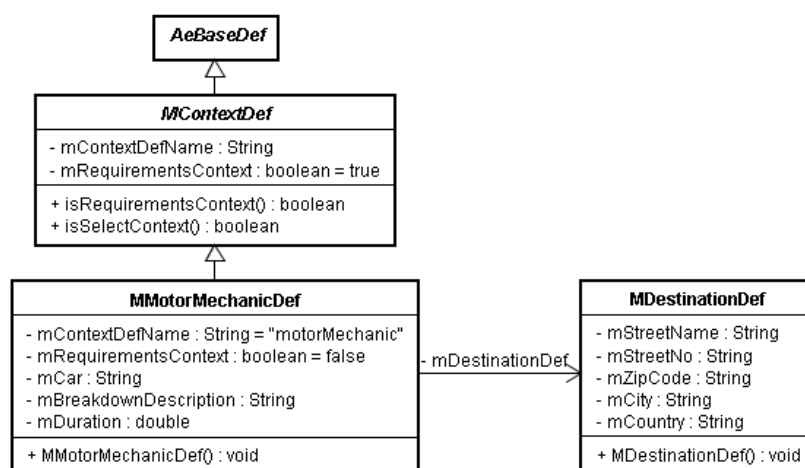 AeBaseDef
MContextDef
- mContextDefName : String
- mRequirementsContext : boolean = true
+ isRequirementsContext() : boolean
+ isSelectContext() : boolean
MMotorMechanicDef
- mContextDefName : String = "motorMechanic"
- mRequirementsContext : boolean = false
- mCar : String
- mBreakdownDescription : String
- mDuration : double
+ MMotorMechanicDef() : void
- mDestinationDef
MDestinationDef
- mStreetName : String
- mStreetNo : String
- mZipCode : String
- mCity : String
- mCountry : String
+ MDestinationDef() : void